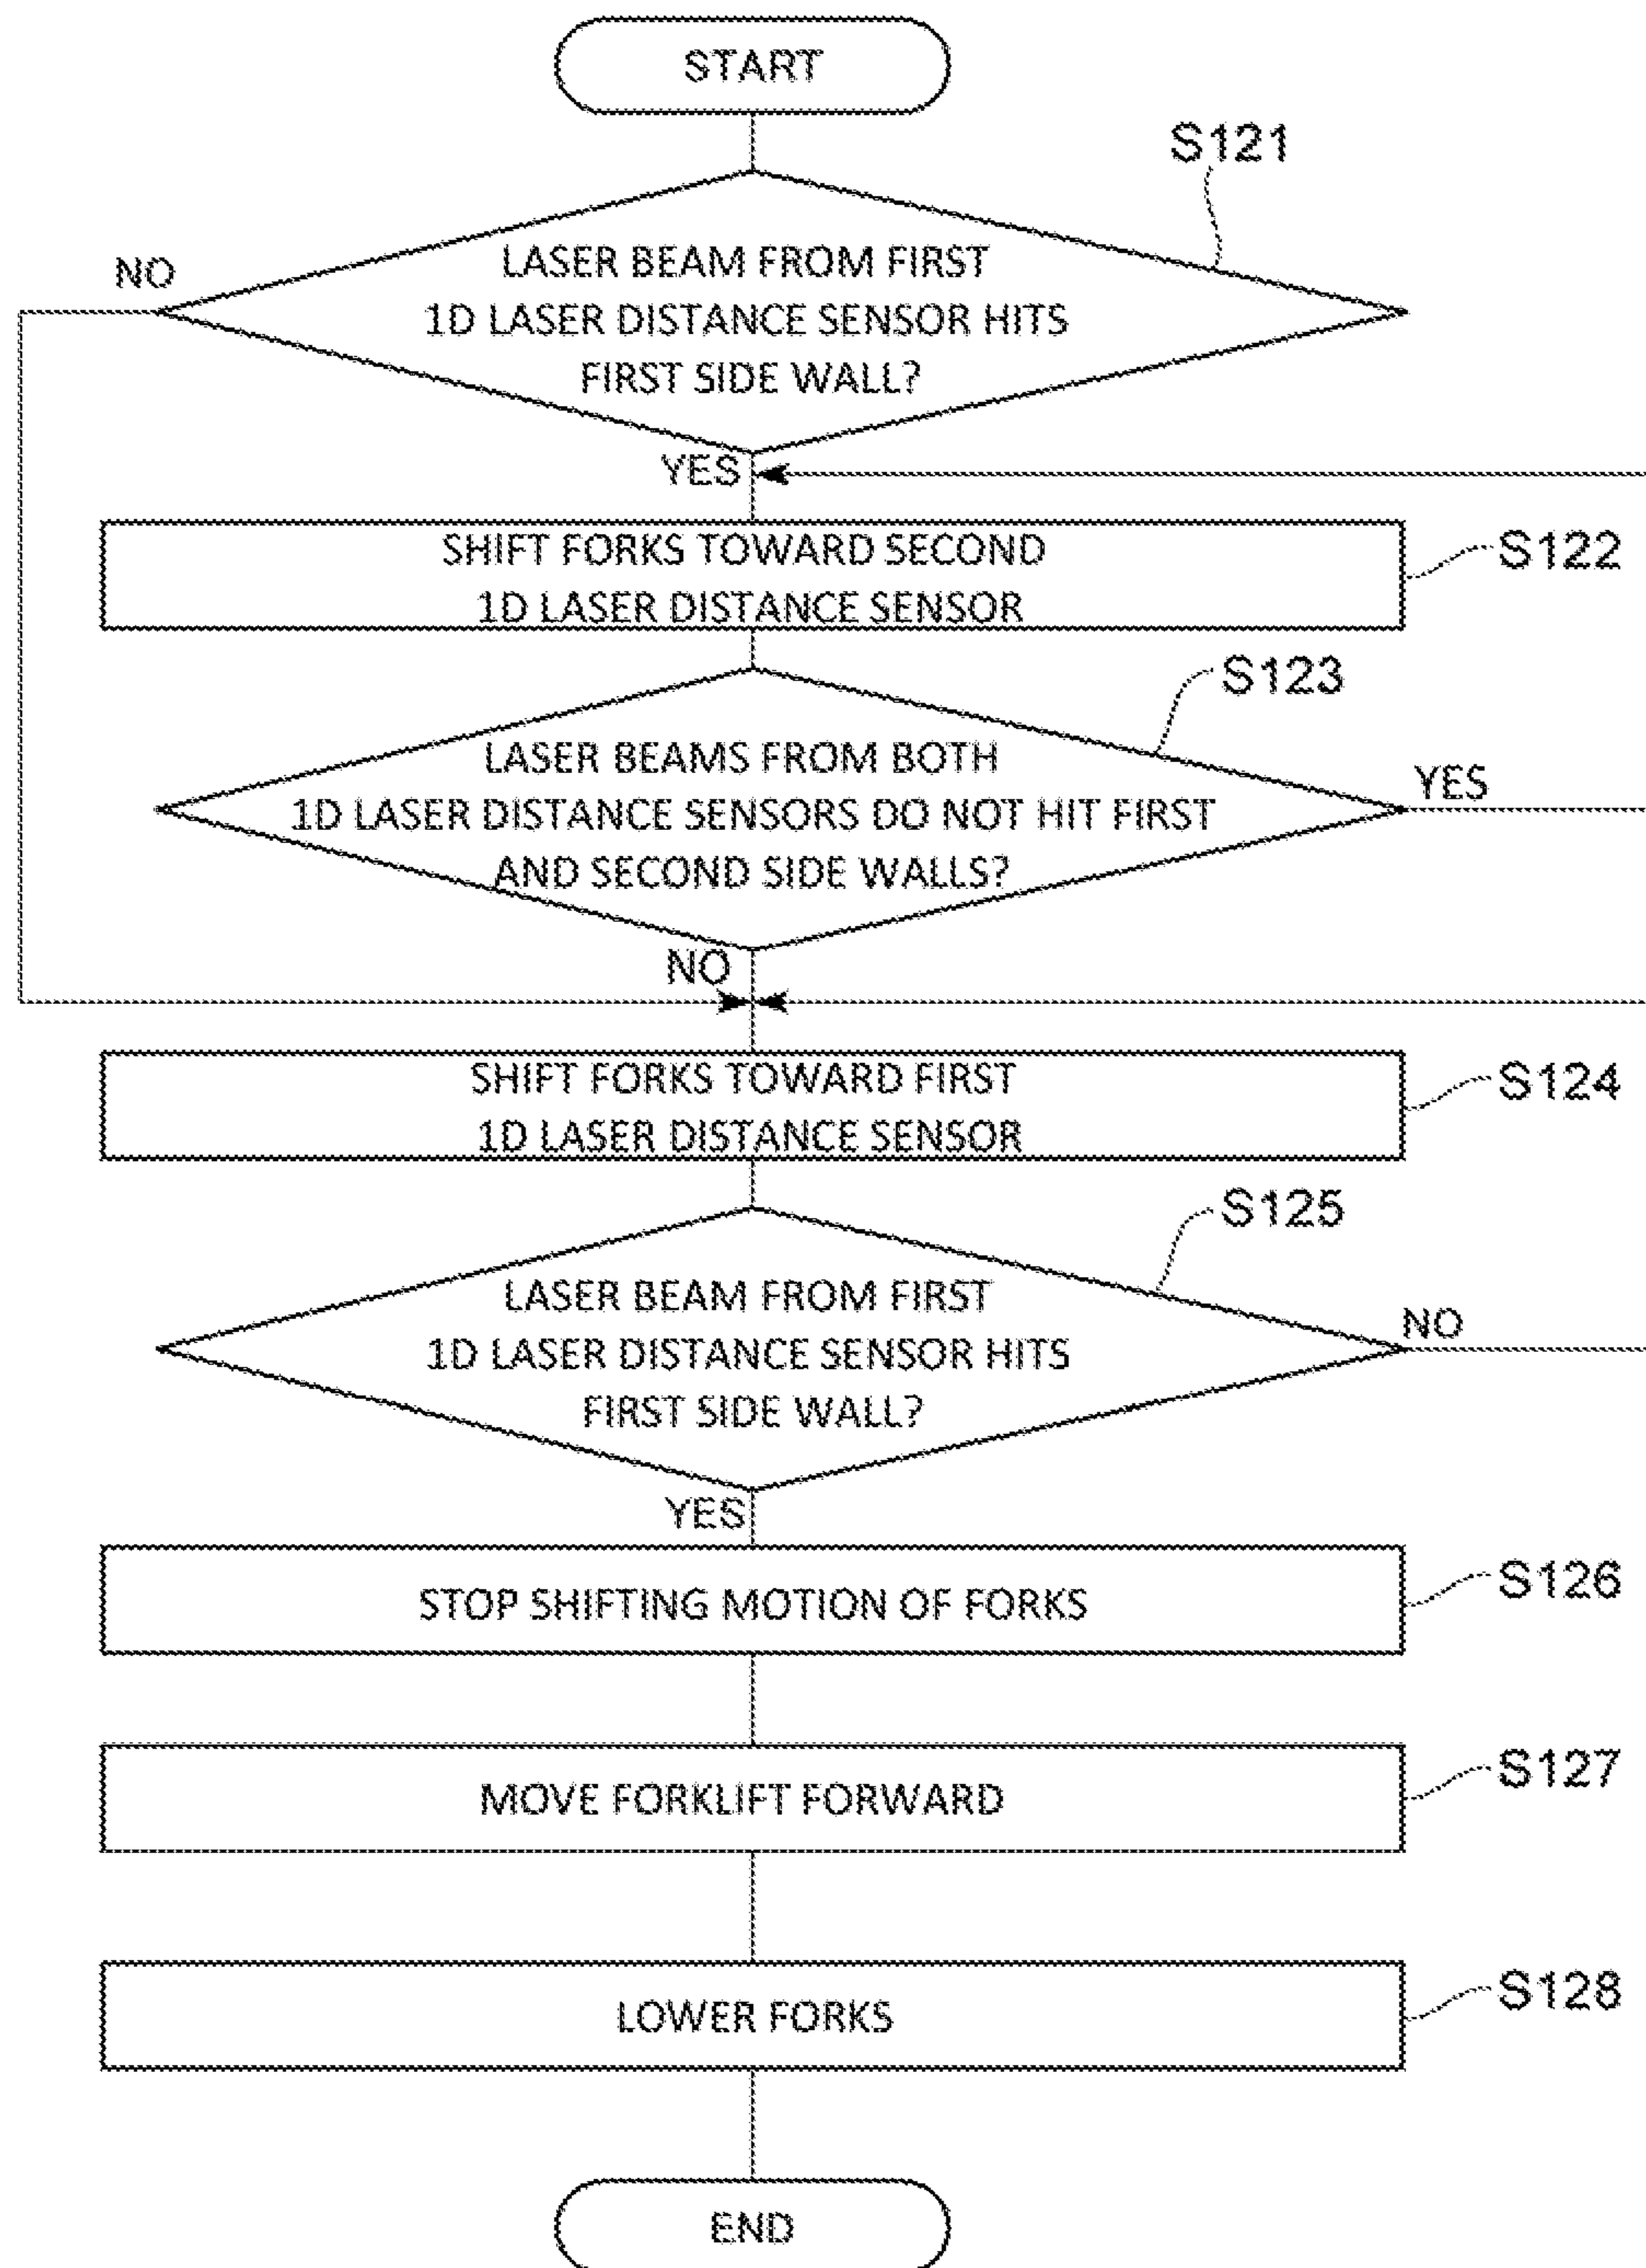 START
S121
NO
LASER BEAM FROM FIRST
1D LASER DISTANCE SENSOR HITS
FIRST SIDE WALL?
YES
SHIFT FORKS TOWARD SECOND
1D LASER DISTANCE SENSOR
S122
S123
LASER BEAMS FROM BOTH
1D LASER DISTANCE SENSORS DO NOT HIT FIRST
AND SECOND SIDE WALLS?
YES
NO
SHIFT FORKS TOWARD FIRST
1D LASER DISTANCE SENSOR
S124
S125
LASER BEAM FROM FIRST
1D LASER DISTANCE SENSOR HITS
FIRST SIDE WALL?
NO
YES
STOP SHIFTING MOTION OF FORKS
S126
MOVE FORKLIFT FORWARD
S127
LOWER FORKS
S128
END